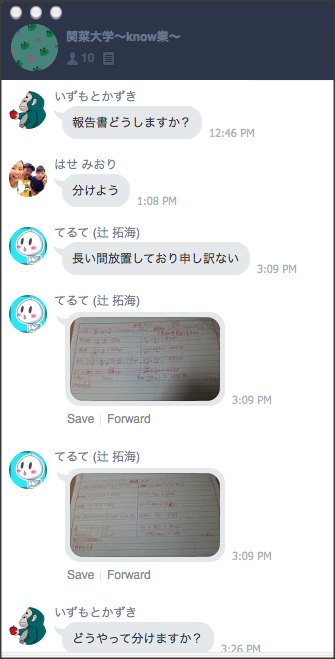 関菜大学〜know業〜
10
いずもとかずき
報告書どうしますか？
12:46 PM
はせ みおり
分けよう
1:08 PM
てるて (辻 拓海)
長い間放置しており申し訳ない
3:09 PM
てるて (辻 拓海)
3:09 PM
Save | Forward
てるて (辻 拓海)
3:09 PM
Save | Forward
いずもとかずき
どうやって分けますか？
3:26 PM